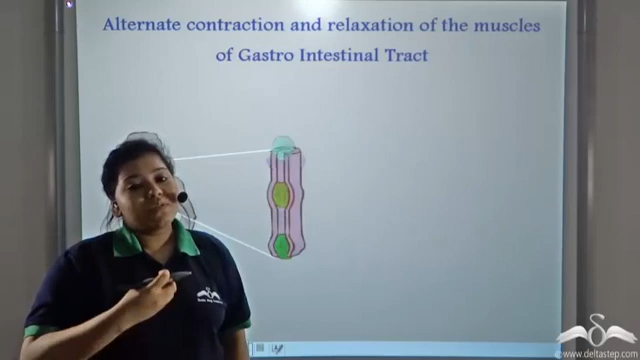 Alternate contraction and relaxation of the muscles
of Gastro Intestinal Tract
©www.deltastep.com